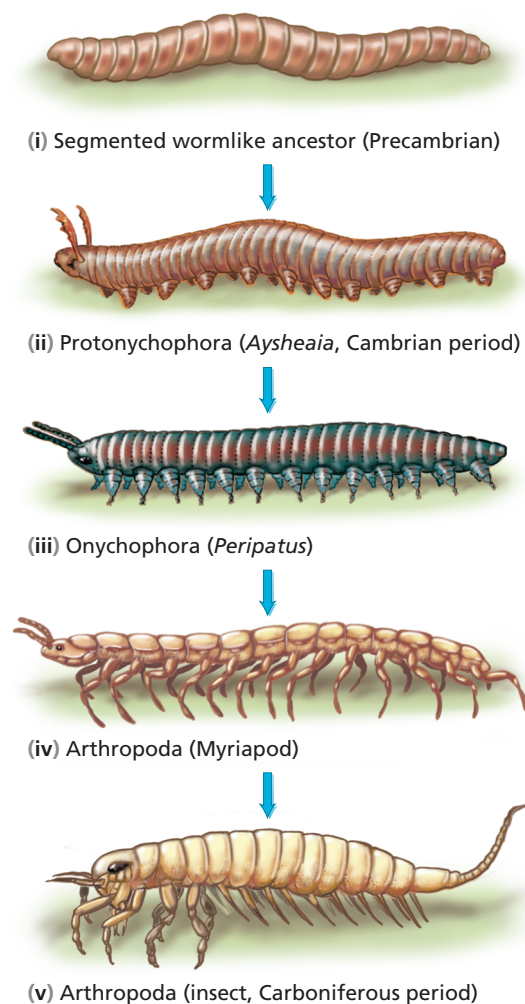 (i) Segmented wormlike ancestor (Precambrian)
(ii) Protonychophora (Aysheaia, Cambrian period)
(iii) Onychophora (Peripatus)
(iv) Arthropoda (Myriapod)
(v) Arthropoda (insect, Carboniferous period)